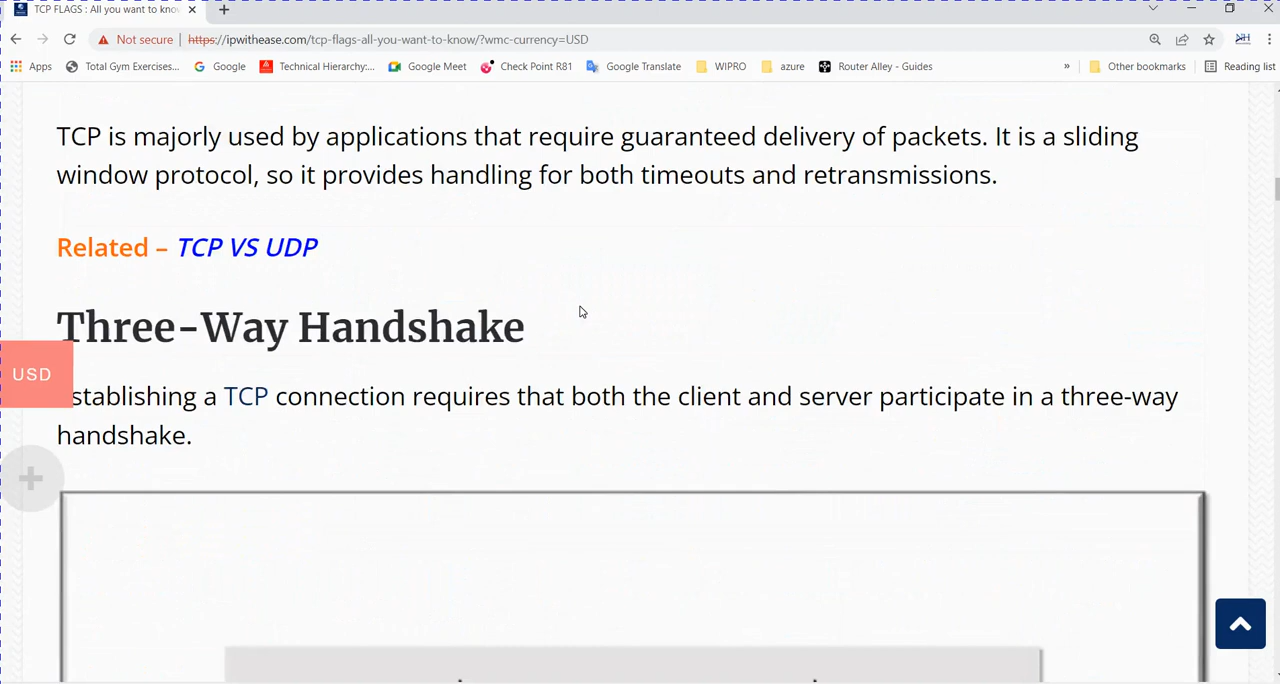 TCP FLAGS : All you want to kno
Not secure | https://ipwithease.com/tcp-flags-all-you-want-to-know/?wmc-currency=USD
Apps Total Gym Exercises... Google Technical Hierarchy:... Google Meet Check Point R81 Google Translate WIPRO azure Router Alley - Guides » Other bookmarks Reading list
TCP is majorly used by applications that require guaranteed delivery of packets. It is a sliding
window protocol, so it provides handling for both timeouts and retransmissions.
Related – TCP VS UDP
Three-Way Handshake
USD
stablishing a TCP connection requires that both the client and server participate in a three-way
handshake.